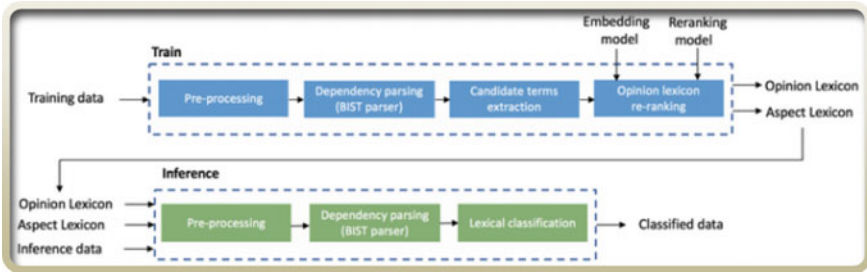 Embedding
model
Reranking
model
Train
Training data
Pre-processing
Dependency parsing
(BIST parser)
Candidate terms
extraction
Opinion lexicon
re-ranking
Opinion Lexicon
Aspect Lexicon
Inference
Opinion Lexicon
Aspect Lexicon
Inference data
Pre-processing
Dependency parsing
(BIST parser)
Lexical classification
Classified data